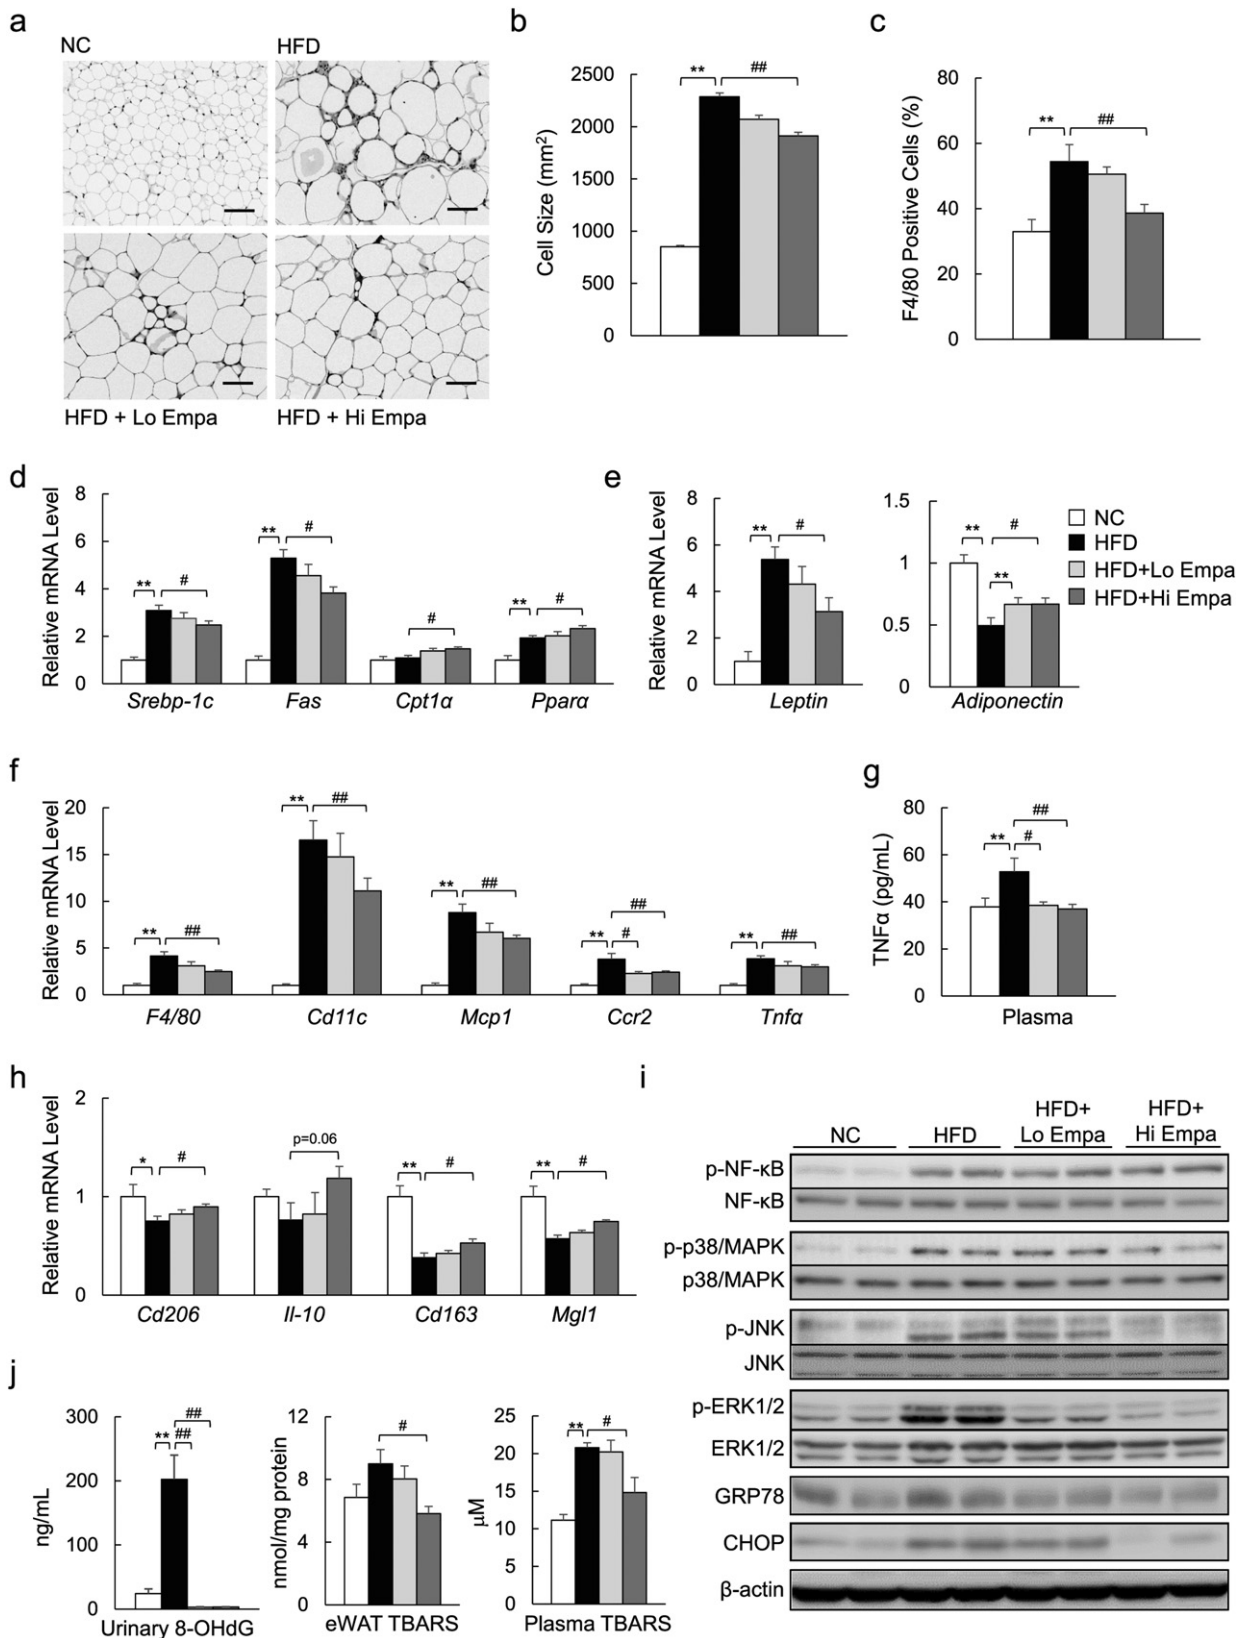 a
NC
HFD
HFD + Lo Empa
HFD + Hi Empa
b
Cell Size (mm²)
2500
2000
1500
1000
500
0
**
##
c
F4/80 Positive Cells (%)
80
60
40
20
0
**
##
d
Relative mRNA Level
8
6
4
2
0
** # ** # # ** #
Srebp-1c Fas Cpt1α Pparα
e
Relative mRNA Level
8
6
4
2
0
** #
Leptin
1.5
1
0.5
0
** #
**
Adiponectin
NC
HFD
HFD+Lo Empa
HFD+Hi Empa
f
Relative mRNA Level
20
15
10
5
0
** ## ** ## ** ## ** # ## ** ##
F4/80 Cd11c Mcp1 Ccr2 Tnfα
g
TNFα (pg/mL)
80
60
40
20
0
##
** #
Plasma
h
Relative mRNA Level
2
1
0
* # p=0.06 ** # ** #
Cd206 Il-10 Cd163 Mgl1
i
NC HFD HFD+ Lo Empa HFD+ Hi Empa
p-NF-κB
NF-κB
p-p38/MAPK
p38/MAPK
p-JNK
JNK
p-ERK1/2
ERK1/2
GRP78
CHOP
β-actin
j
ng/mL
300
200
100
0
##
** ##
Urinary 8-OHdG
nmol/mg protein
12
9
6
3
0
#
eWAT TBARS
μM
25
20
15
10
5
0
** #
Plasma TBARS